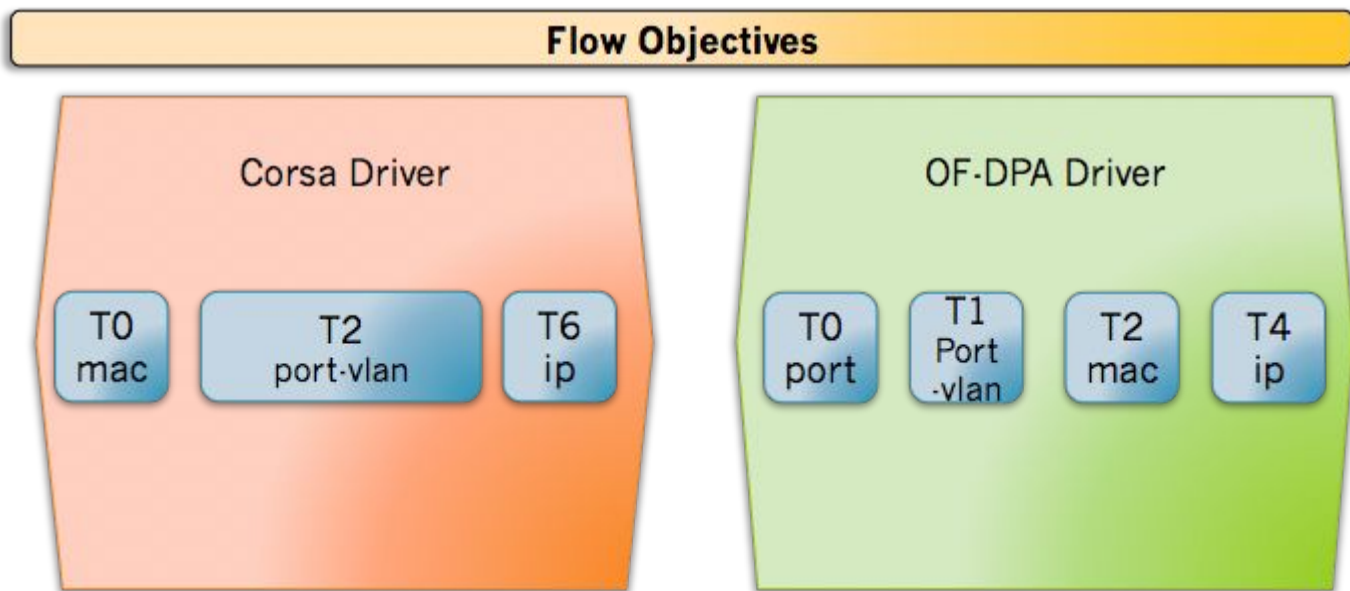 Flow Objectives
Corsa Driver
T0
mac
T2
port-vlan
T6
ip
OF-DPA Driver
T0
port
T1
Port
-vlan
T2
mac
T4
ip